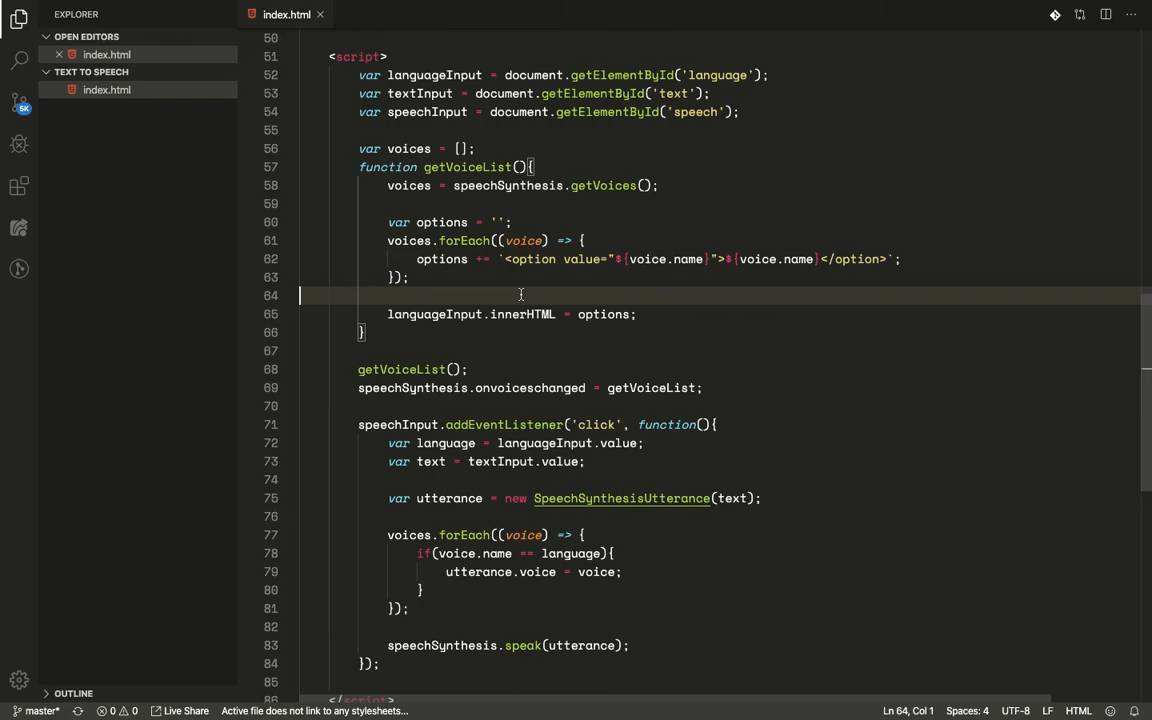 EXPLORER
OPEN EDITORS
index.html
TEXT TO SPEECH
index.html
5K
OUTLINE
index.html
50
51 <script>
52 var languageInput = document.getElementById('language');
53 var textInput = document.getElementById('text');
54 var speechInput = document.getElementById('speech');
55
56 var voices = [];
57 function getVoiceList(){
58 voices = speechSynthesis.getVoices();
59
60 var options = '';
61 voices.forEach((voice) => {
62 options += `<option value="${voice.name}">${voice.name}</option>`;
63 });
64
65 languageInput.innerHTML = options;
66 }
67
68 getVoiceList();
69 speechSynthesis.onvoiceschanged = getVoiceList;
70
71 speechInput.addEventListener('click', function(){
72 var language = languageInput.value;
73 var text = textInput.value;
74
75 var utterance = new SpeechSynthesisUtterance(text);
76
77 voices.forEach((voice) => {
78 if(voice.name == language){
79 utterance.voice = voice;
80 }
81 });
82
83 speechSynthesis.speak(utterance);
84 });
85
86 </script>
master* 0 0 Live Share Active file does not link to any stylesheets... Ln 64, Col 1 Spaces: 4 UTF-8 LF HTML